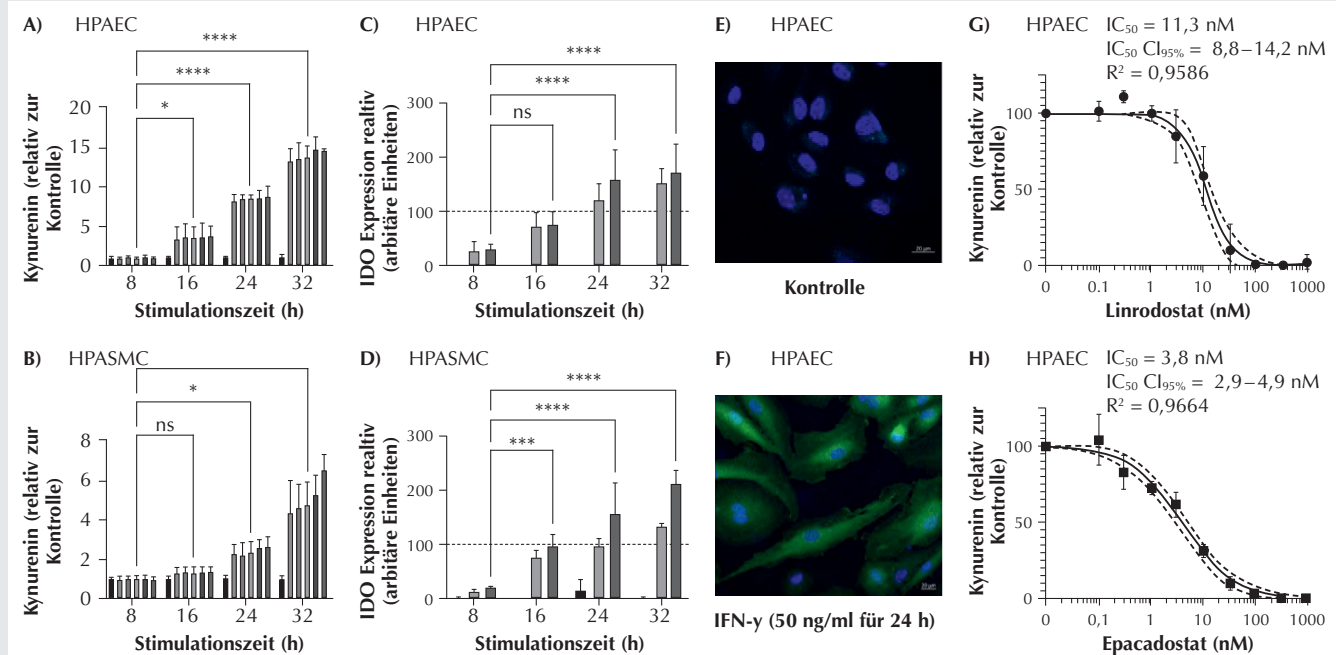 A) HPAEC
****
****
*
Kynurenin (relativ zur
Kontrolle)
20
15
10
5
0
8 16 24 32
Stimulationszeit (h)
B) HPASMC
*
ns
Kynurenin (relativ zur
Kontrolle)
8
6
4
2
0
8 16 24 32
Stimulationszeit (h)
C) HPAEC
****
****
ns
IDO Expression realtiv
(arbitäre Einheiten)
300
200
100
0
8 16 24 32
Stimulationszeit (h)
D) HPASMC
****
****
***
IDO Expression realtiv
(arbitäre Einheiten)
300
200
100
0
8 16 24 32
Stimulationszeit (h)
E) HPAEC
20 µm
Kontrolle
F) HPAEC
20 µm
IFN-y (50 ng/ml für 24 h)
G) HPAEC IC₅₀ = 11,3 nM
IC₅₀ CI₉₅% = 8,8–14,2 nM
R² = 0,9586
Kynurenin (relativ zur
Kontrolle)
100
50
0
0 0,1 1 10 100 1000
Linrodostat (nM)
H) HPAEC IC₅₀ = 3,8 nM
IC₅₀ CI₉₅% = 2,9–4,9 nM
R² = 0,9664
Kynurenin (relativ zur
Kontrolle)
100
50
0
0 0,1 1 10 100 1000
Epacadostat (nM)